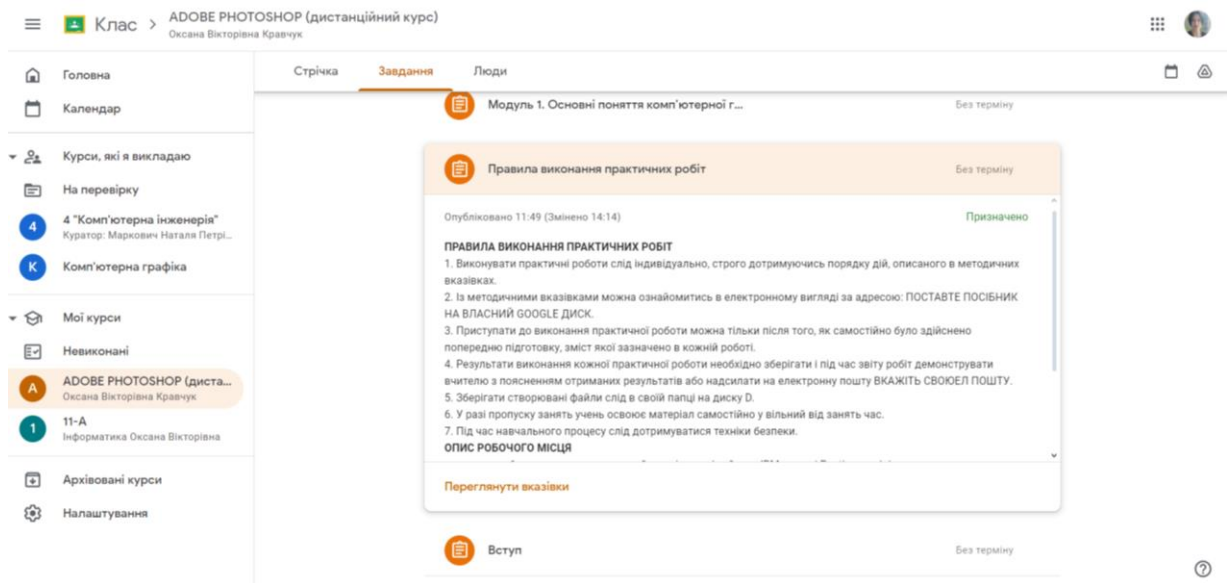 Клас > ADOBE PHOTOSHOP (дистанційний курс)
Оксана Вікторівна Кравчук
Головна
Календар
Курси, які я викладаю
На перевірку
4
4 "Комп'ютерна інженерія"
Куратор: Маркович Наталя Петрі...
К
Комп'ютерна графіка
Мої курси
Невиконані
A
ADOBE PHOTOSHOP (диста...
Оксана Вікторівна Кравчук
1
11-А
Інформатика Оксана Вікторівна
Архівовані курси
Налаштування
Стрічка Завдання Люди
Модуль 1. Основні поняття комп'ютерної г... Без терміну
Правила виконання практичних робіт Без терміну
Опубліковано 11:49 (Змінено 14:14) Призначено
ПРАВИЛА ВИКОНАННЯ ПРАКТИЧНИХ РОБІТ
1. Виконувати практичні роботи слід індивідуально, строго дотримуючись порядку дій, описаного в методичних
вказівках.
2. Із методичними вказівками можна ознайомитись в електронному вигляді за адресою: ПОСТАВТЕ ПОСІБНИК
НА ВЛАСНИЙ GOOGLE ДИСК.
3. Приступати до виконання практичної роботи можна тільки після того, як самостійно було здійснено
попередню підготовку, зміст якої зазначено в кожній роботі.
4. Результати виконання кожної практичної роботи необхідно зберігати і під час звіту робіт демонструвати
вчителю з поясненням отриманих результатів або надсилати на електронну пошту ВКАЖІТЬ СВОЮЕЛ ПОШТУ.
5. Зберігати створювані файли слід в своїй папці на диску D.
6. У разі пропуску занять учень освоює матеріал самостійно у вільний від занять час.
7. Під час навчального процесу слід дотримуватися техніки безпеки.
ОПИС РОБОЧОГО МІСЦЯ
Переглянути вказівки
Вступ Без терміну